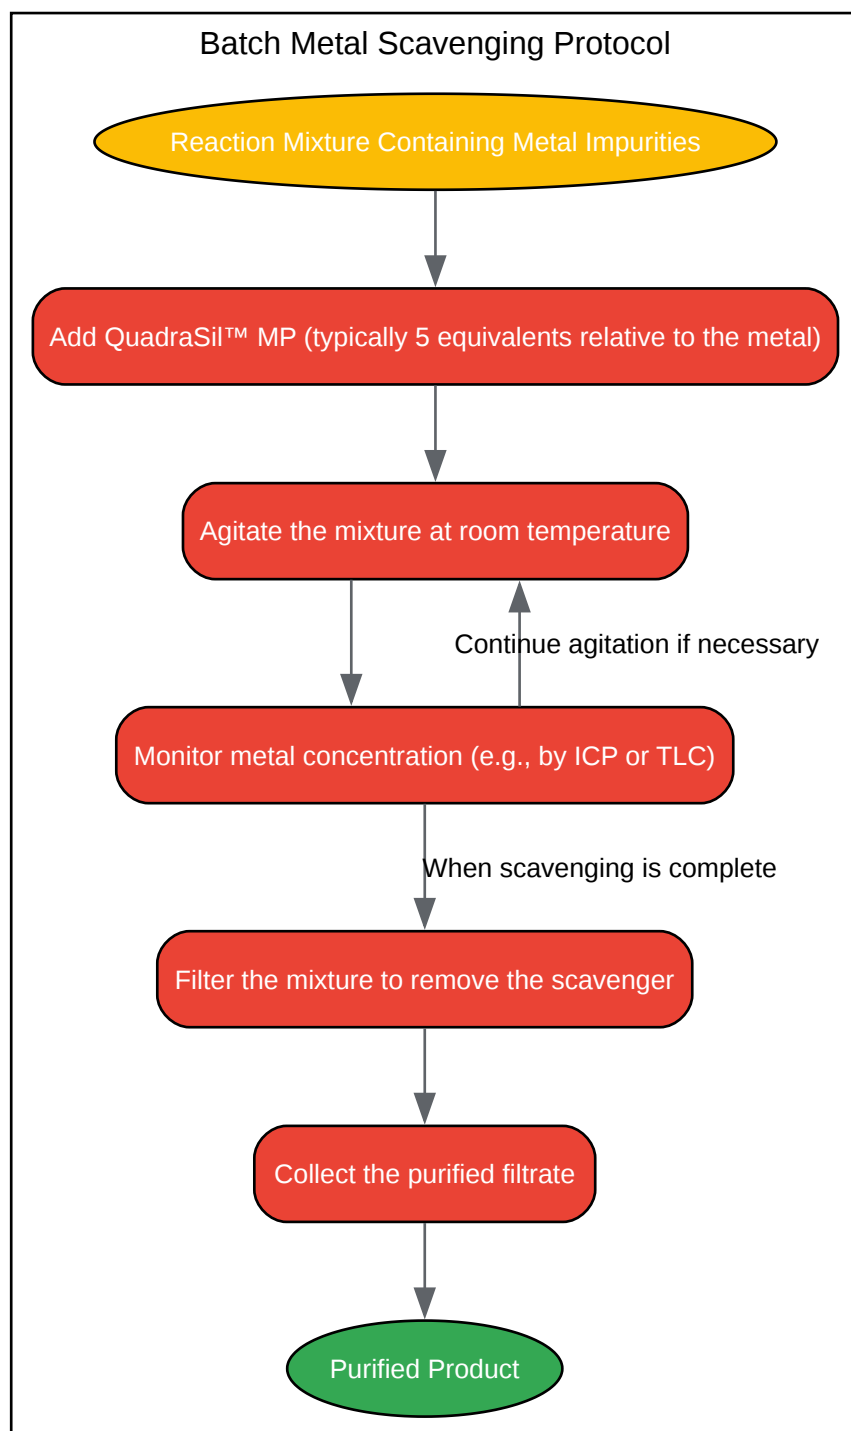 Batch Metal Scavenging Protocol
Reaction Mixture Containing Metal Impurities
Add QuadraSil™ MP (typically 5 equivalents relative to the metal)
Agitate the mixture at room temperature
Continue agitation if necessary
Monitor metal concentration (e.g., by ICP or TLC)
When scavenging is complete
Filter the mixture to remove the scavenger
Collect the purified filtrate
Purified Product